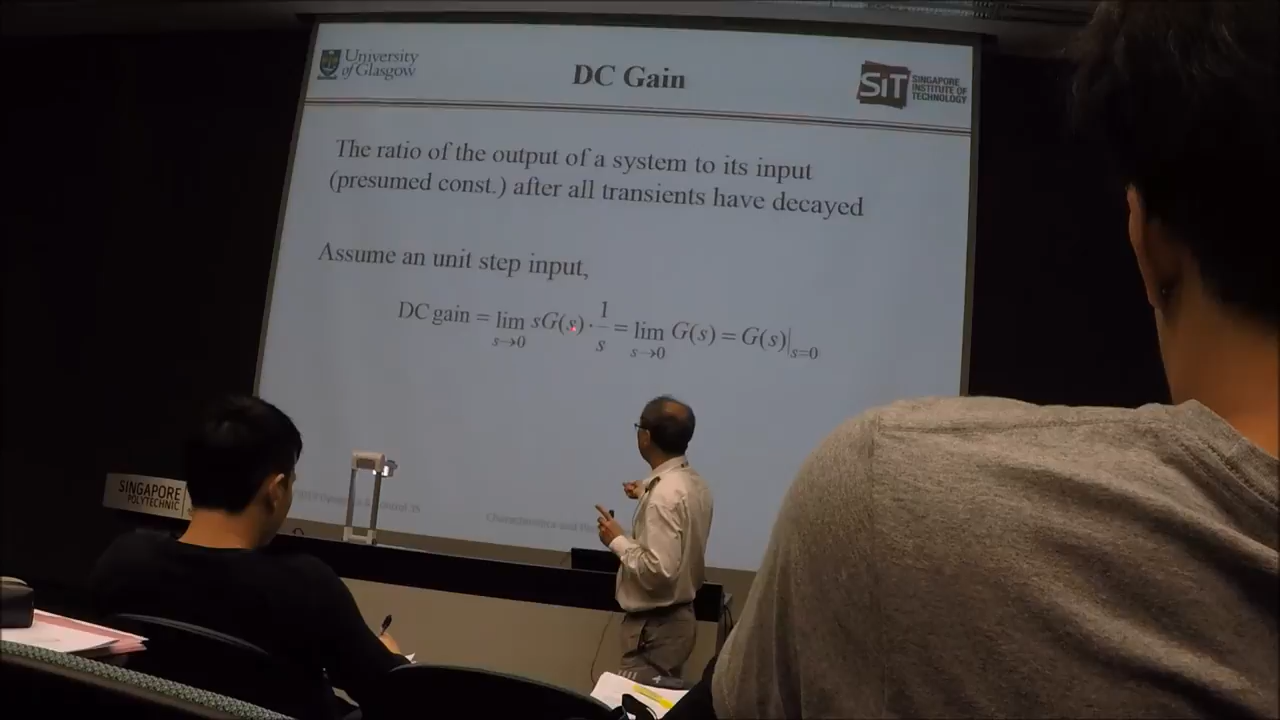 University
of Glasgow
DC Gain
SiT
SINGAPORE
INSTITUTE OF
TECHNOLOGY
The ratio of the output of a system to its input
(presumed const.) after all transients have decayed
Assume an unit step input,
DC gain = lim s→0 sG(s) · 1/s = lim s→0 G(s) = G(s)|s=0
SINGAPORE
POLYTECHNIC
Characteristics and